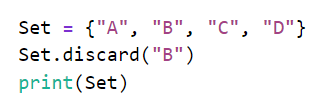 Set = {"A", "B", "C", "D"}
Set.discard("B")
print(Set)